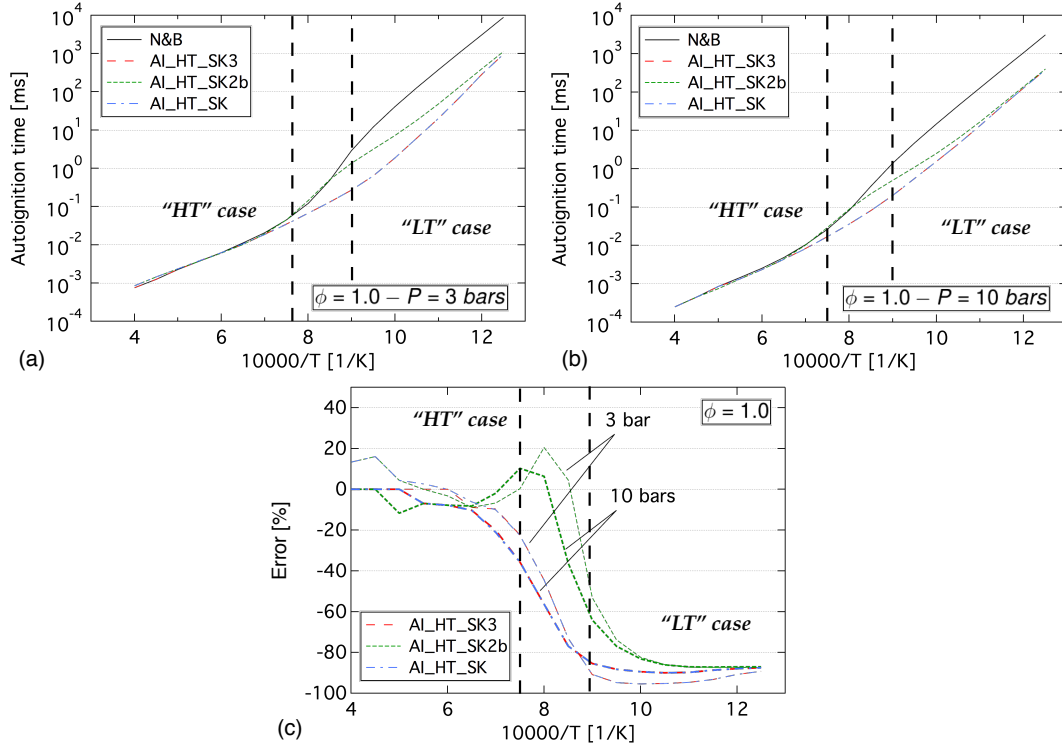 10^4
10^3
10^2
10^1
10^0
10^-1
10^-2
10^-3
10^-4
Autoignition time [ms]
N&B
AI_HT_SK3
AI_HT_SK2b
AI_HT_SK
"HT" case
"LT" case
ϕ = 1.0 – P = 3 bars
4 6 8 10 12
10000/T [1/K]
(a)
10^4
10^3
10^2
10^1
10^0
10^-1
10^-2
10^-3
10^-4
Autoignition time [ms]
N&B
AI_HT_SK3
AI_HT_SK2b
AI_HT_SK
"HT" case
"LT" case
ϕ = 1.0 – P = 10 bars
4 6 8 10 12
10000/T [1/K]
(b)
40
20
0
-20
-40
-60
-80
-100
Error [%]
"HT" case
ϕ = 1.0
3 bar
10 bars
"LT" case
AI_HT_SK3
AI_HT_SK2b
AI_HT_SK
4 6 8 10 12
10000/T [1/K]
(c)